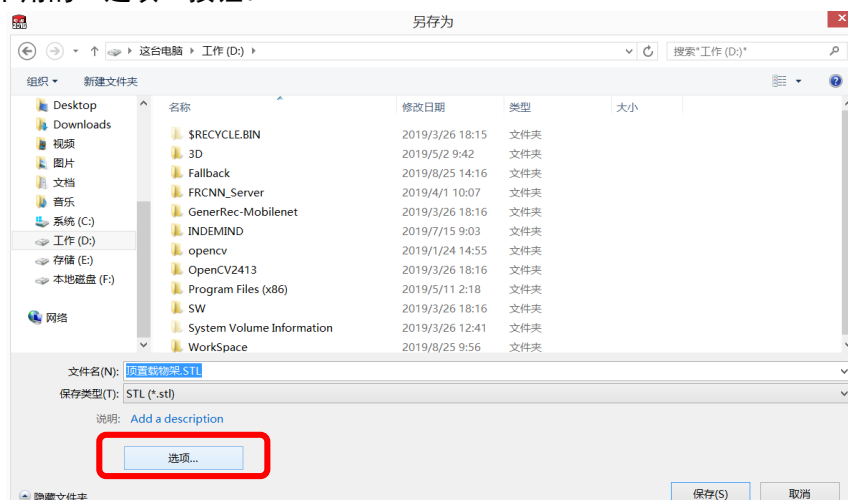 另存为
这台电脑 ▸ 工作 (D:) ▸
搜索"工作 (D:)"
组织 新建文件夹
Desktop
Downloads
视频
图片
文档
音乐
系统 (C:)
工作 (D:)
存储 (E:)
本地磁盘 (F:)
网络
名称 修改日期 类型 大小
$RECYCLE.BIN 2019/3/26 18:15 文件夹
3D 2019/5/2 9:42 文件夹
Fallback 2019/8/25 14:16 文件夹
FRCNN_Server 2019/4/1 10:07 文件夹
GenerRec-Mobilenet 2019/3/26 18:16 文件夹
INDEMIND 2019/7/15 9:03 文件夹
opencv 2019/1/24 14:55 文件夹
OpenCV2413 2019/3/26 18:16 文件夹
Program Files (x86) 2019/5/11 2:18 文件夹
SW 2019/3/26 18:16 文件夹
System Volume Information 2019/3/26 12:41 文件夹
WorkSpace 2019/8/25 9:56 文件夹
文件名(N): 顶置载物架.STL
保存类型(T): STL (*.stl)
说明: Add a description
选项...
隐藏文件夹
保存(S) 取消